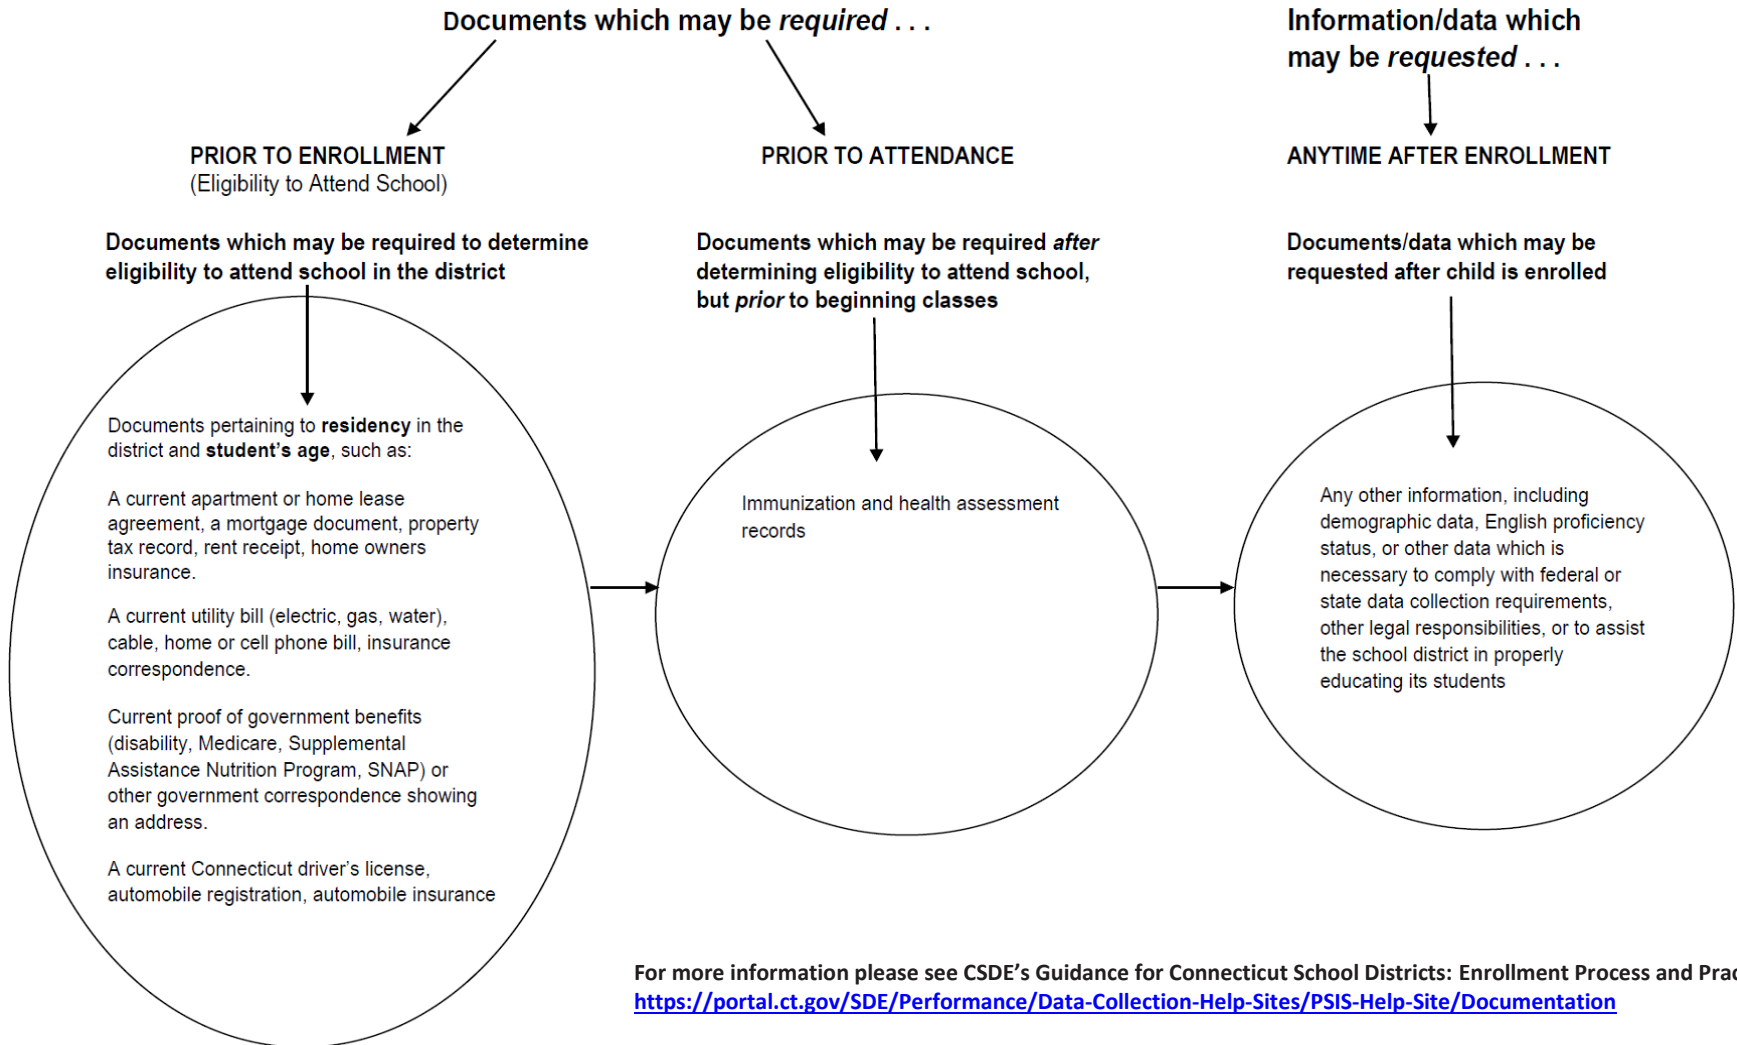 Documents which may be required . . .
Information/data which
may be requested . . .
PRIOR TO ENROLLMENT
(Eligibility to Attend School)
PRIOR TO ATTENDANCE
ANYTIME AFTER ENROLLMENT
Documents which may be required to determine
eligibility to attend school in the district
Documents which may be required after
determining eligibility to attend school,
but prior to beginning classes
Documents/data which may be
requested after child is enrolled
Documents pertaining to residency in the
district and student's age, such as:
A current apartment or home lease
agreement, a mortgage document, property
tax record, rent receipt, home owners
insurance.
A current utility bill (electric, gas, water),
cable, home or cell phone bill, insurance
correspondence.
Current proof of government benefits
(disability, Medicare, Supplemental
Assistance Nutrition Program, SNAP) or
other government correspondence showing
an address.
A current Connecticut driver's license,
automobile registration, automobile insurance
Immunization and health assessment
records
Any other information, including
demographic data, English proficiency
status, or other data which is
necessary to comply with federal or
state data collection requirements,
other legal responsibilities, or to assist
the school district in properly
educating its students
For more information please see CSDE's Guidance for Connecticut School Districts: Enrollment Process and
https://portal.ct.gov/SDE/Performance/Data-Collection-Help-Sites/PSIS-Help-Site/Documentation